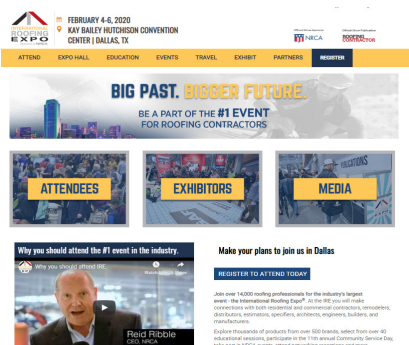 INTERNATIONAL
ROOFING
EXPO
FEBRUARY 4-6, 2020
KAY BAILEY HUTCHISON CONVENTION
CENTER | DALLAS, TX
NRCA
ROOFING
CONTRACTOR
ATTEND EXPO HALL EDUCATION EVENTS TRAVEL EXHIBIT PARTNERS REGISTER
BIG PAST. BIGGER FUTURE.
BE A PART OF THE #1 EVENT
FOR ROOFING CONTRACTORS
ATTENDEES EXHIBITORS MEDIA
PUBLICATIONS
Why you should attend the #1 event in the industry.
Why you should attend IRE.
Reid Ribble
CEO, NRCA
Make your plans to join us in Dallas
REGISTER TO ATTEND TODAY
Join over 14,000 roofing professionals for the industry's largest
event - the International Roofing Expo®. At the IRE you will make
connections with both residential and commercial contractors, remodelers,
distributors, estimators, specifiers, architects, engineers, builders, and
manufacturers.
Explore thousands of products from over 500 brands, select from over 40
educational sessions, participate in the 11th annual Community Service Day,